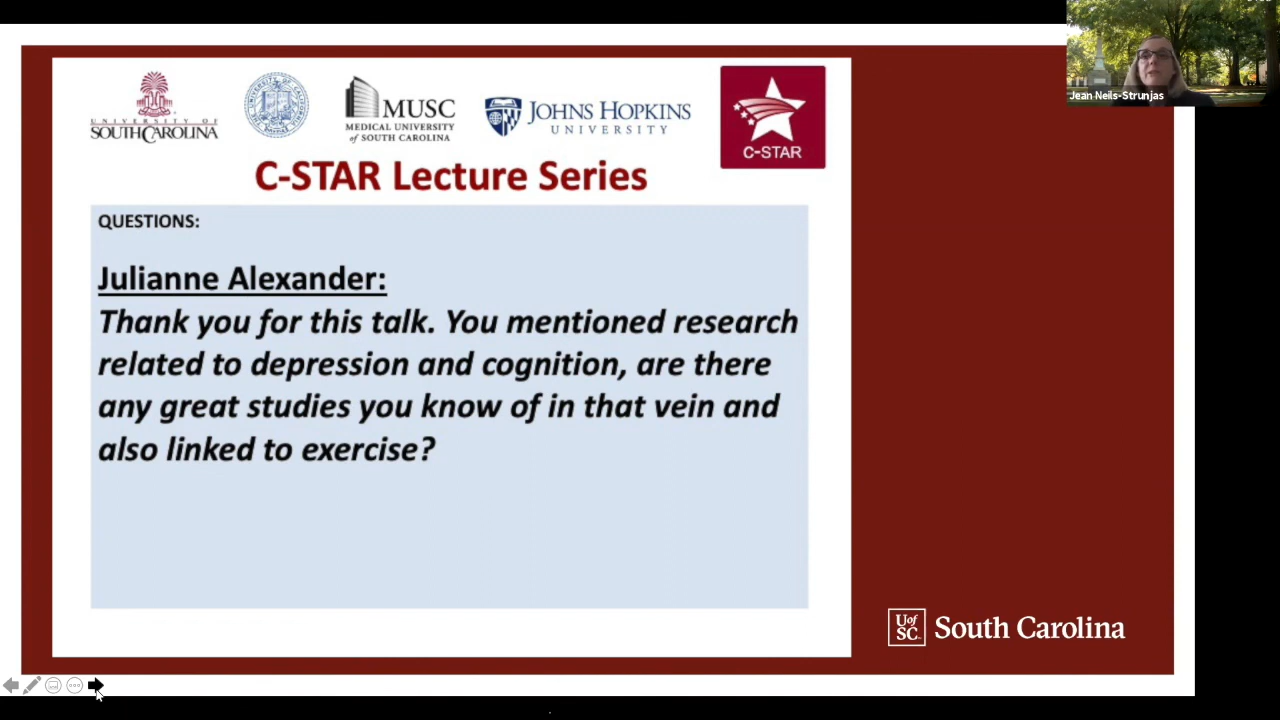 Jean Neils-Strunjas
UNIVERSITY OF
SOUTH CAROLINA
MUSC
MEDICAL UNIVERSITY
of SOUTH CAROLINA
JOHNS HOPKINS
UNIVERSITY
C-STAR
C-STAR Lecture Series
QUESTIONS:
Julianne Alexander:
Thank you for this talk. You mentioned research
related to depression and cognition, are there
any great studies you know of in that vein and
also linked to exercise?
UofSC
South Carolina